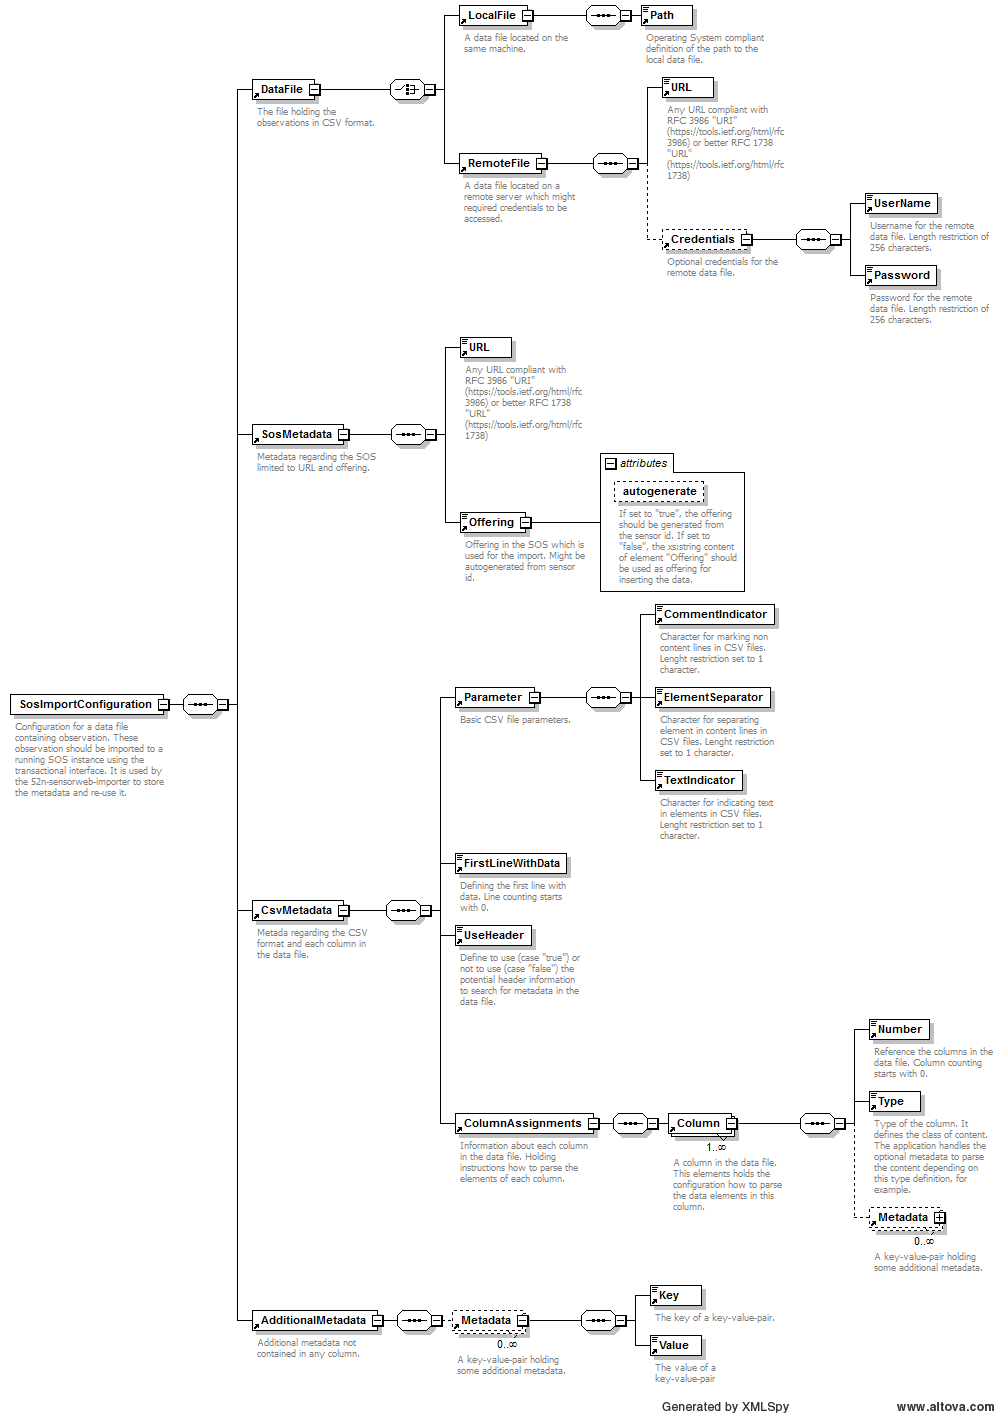 LocalFile
A data file located on the
same machine.
Path
Operating System compliant
definition of the path to the
local data file.
DataFile
The file holding the
observations in CSV format.
URL
Any URL compliant with
RFC 3986 "URI"
(https://tools.ietf.org/html/rfc
3986) or better RFC 1738
"URL"
(https://tools.ietf.org/html/rfc
1738)
RemoteFile
A data file located on a
remote server which might
required credentials to be
accessed.
Credentials
Optional credentials for the
remote data file.
UserName
Username for the remote
data file. Length restriction of
256 characters.
Password
Password for the remote
data file. Length restriction of
256 characters.
URL
Any URL compliant with
RFC 3986 "URI"
(https://tools.ietf.org/html/rfc
3986) or better RFC 1738
"URL"
(https://tools.ietf.org/html/rfc
1738)
SosMetadata
Metadata regarding the SOS
limited to URL and offering.
Offering
Offering in the SOS which is
used for the import. Might be
autogenerated from sensor
id.
attributes
autogenerate
If set to "true", the offering
should be generated from
the sensor id. If set to
"false", the xs:string content
of element "Offering" should
be used as offering for
inserting the data.
SosImportConfiguration
Configuration for a data file
containing observation. These
observation should be imported to a
running SOS instance using the
transactional interface. It is used by
the 52n-sensorweb-importer to store
the metadata and re-use it.
Parameter
Basic CSV file parameters.
CommentIndicator
Character for marking non
content lines in CSV files.
Lenght restriction set to 1
character.
ElementSeparator
Character for separating
element in content lines in
CSV files. Lenght restriction
set to 1 character.
TextIndicator
Character for indicating text
in elements in CSV files.
Lenght restriction set to 1
character.
FirstLineWithData
Defining the first line with
data. Line counting starts
with 0.
CsvMetadata
Metada regarding the CSV
format and each column in
the data file.
UseHeader
Define to use (case "true") or
not to use (case "false") the
potential header information
to search for metadata in the
data file.
ColumnAssignments
Information about each column
in the data file. Holding
instructions how to parse the
elements of each column.
Column
1..∞
A column in the data file.
This elements holds the
configuration how to parse
the data elements in this
column.
Number
Reference the columns in the
data file. Column counting
starts with 0.
Type
Type of the column. It
defines the class of content.
The application handles the
optional metadata to parse
the content depending on
this type definition, for
example.
Metadata
0..∞
A key-value-pair holding
some additional metadata.
AdditionalMetadata
Additional metadata not
contained in any column.
Metadata
0..∞
A key-value-pair holding
some additional metadata.
Key
The key of a key-value-pair.
Value
The value of a
key-value-pair
Generated by XMLSpy
www.altova.com